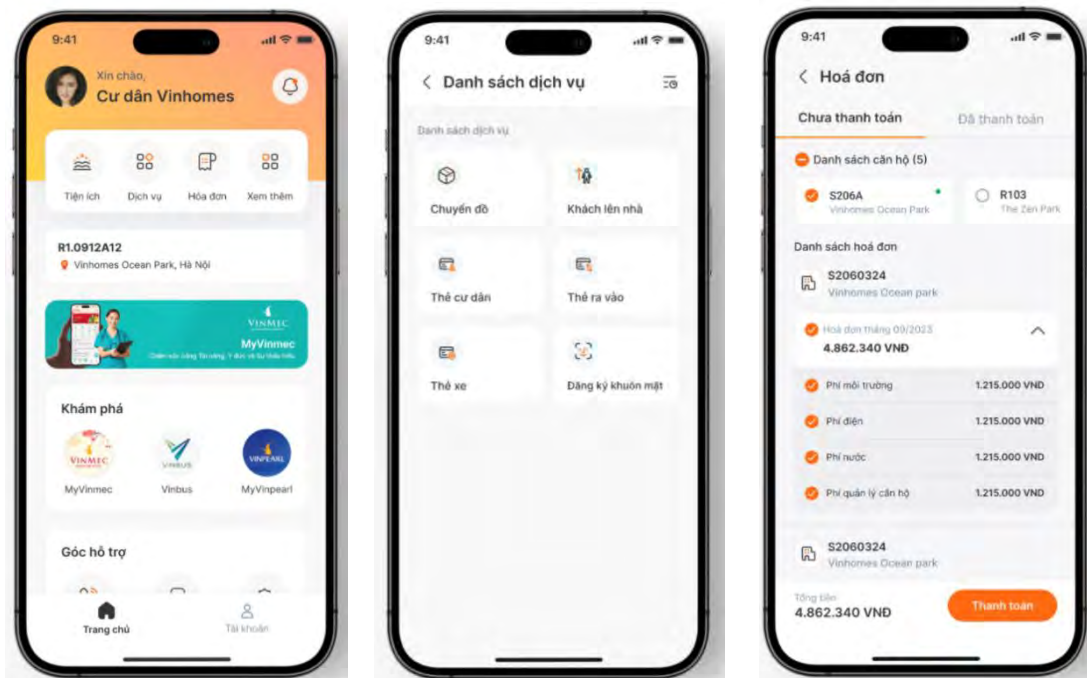 9:41
Xin chào,
Cư dân Vinhomes
Tiện ích
Dịch vụ
Hóa đơn
Xem thêm
R1.0912A12
Vinhomes Ocean Park, Hà Nội
VINMEC
MyVinmec
Khám phá
VINMEC
VINBUS
VINPEARL
MyVinmec
Vinbus
MyVinpearl
Góc hỗ trợ
Trang chủ
Tài khoản
9:41
Danh sách dịch vụ
Danh sách dịch vụ
Chuyển đồ
Khách lên nhà
Thẻ cư dân
Thẻ ra vào
Thẻ xe
Đăng ký khuôn mặt
9:41
Hoá đơn
Chưa thanh toán
Đã thanh toán
Danh sách căn hộ (5)
S206A
Vinhomes Ocean Park
R103
The Zen Park
Danh sách hoá đơn
S2060324
Vinhomes Ocean park
Hoá đơn tháng 09/2023
4.862.340 VNĐ
Phí môi trường
1.215.000 VND
Phí điện
1.215.000 VND
Phí nước
1.215.000 VND
Phí quản lý căn hộ
1.215.000 VND
S2060324
Vinhomes Ocean park
Tổng tiền
4.862.340 VNĐ
Thanh toán